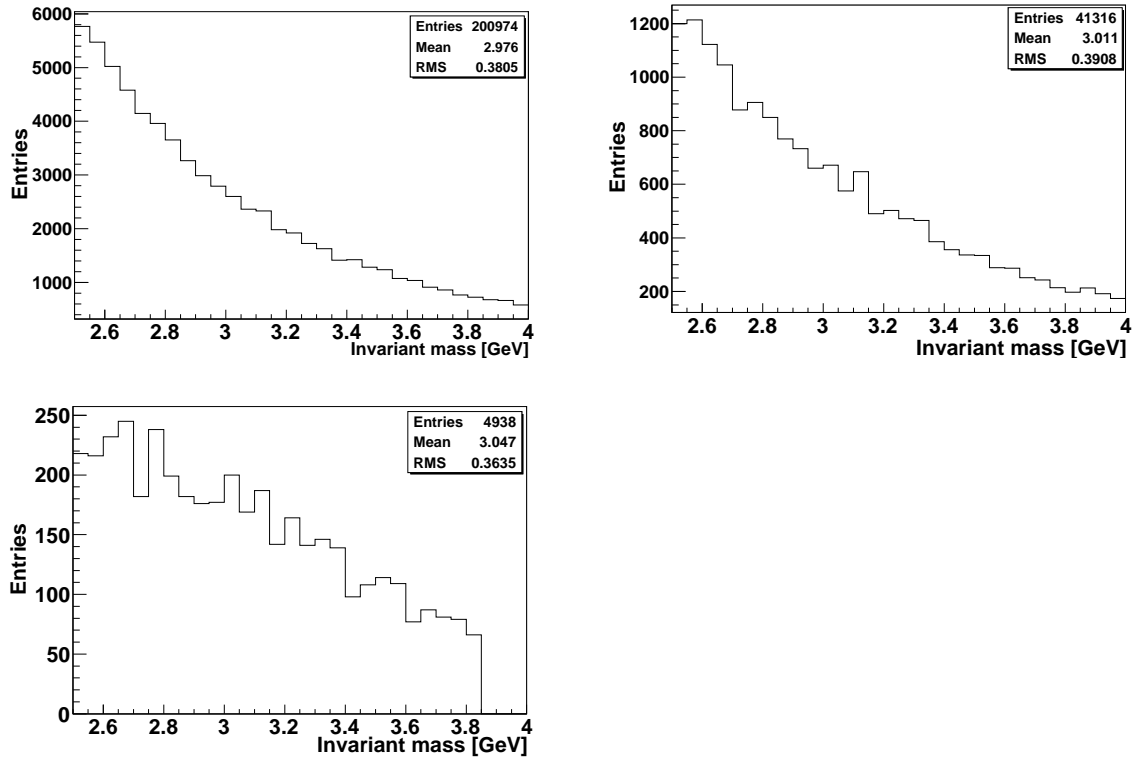 Entries 200974
Mean 2.976
RMS 0.3805
Entries
6000
5000
4000
3000
2000
1000
2.6 2.8 3 3.2 3.4 3.6 3.8 4
Invariant mass [GeV]
Entries 41316
Mean 3.011
RMS 0.3908
Entries
1200
1000
800
600
400
200
2.6 2.8 3 3.2 3.4 3.6 3.8 4
Invariant mass [GeV]
Entries 4938
Mean 3.047
RMS 0.3635
Entries
250
200
150
100
50
0
2.6 2.8 3 3.2 3.4 3.6 3.8 4
Invariant mass [GeV]